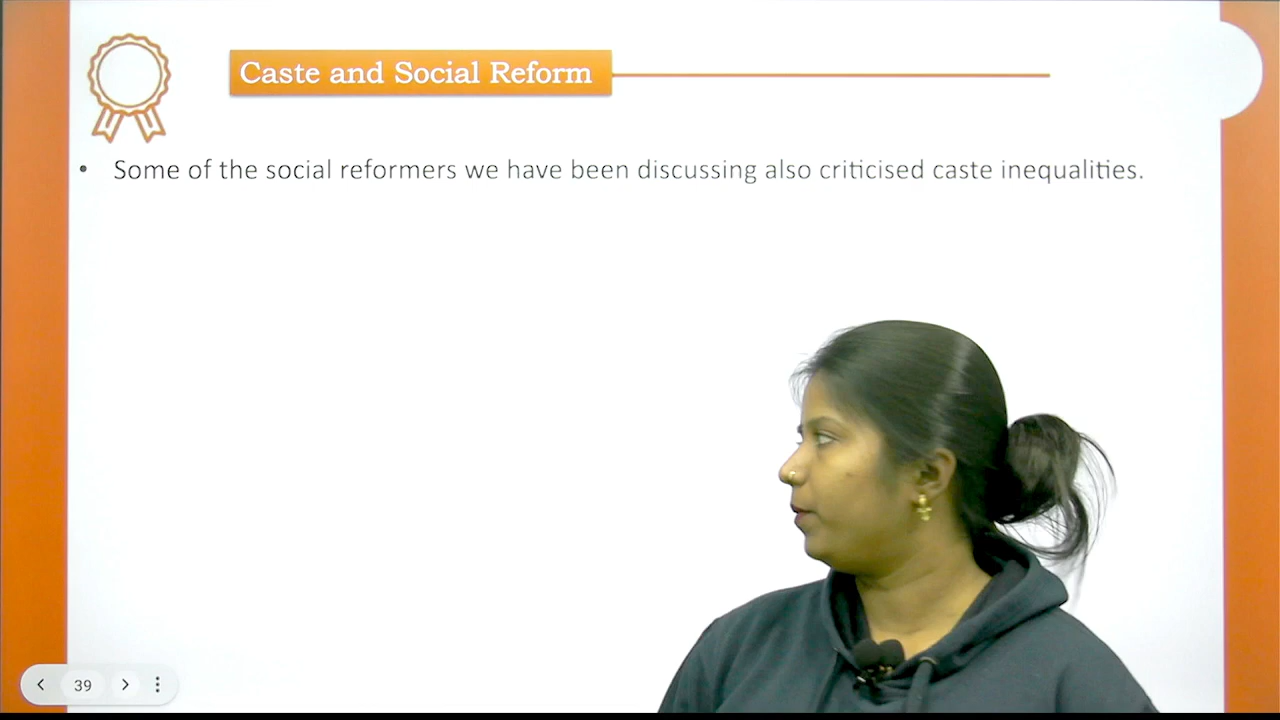 Caste and Social Reform
• Some of the social reformers we have been discussing also criticised caste inequalities.
39